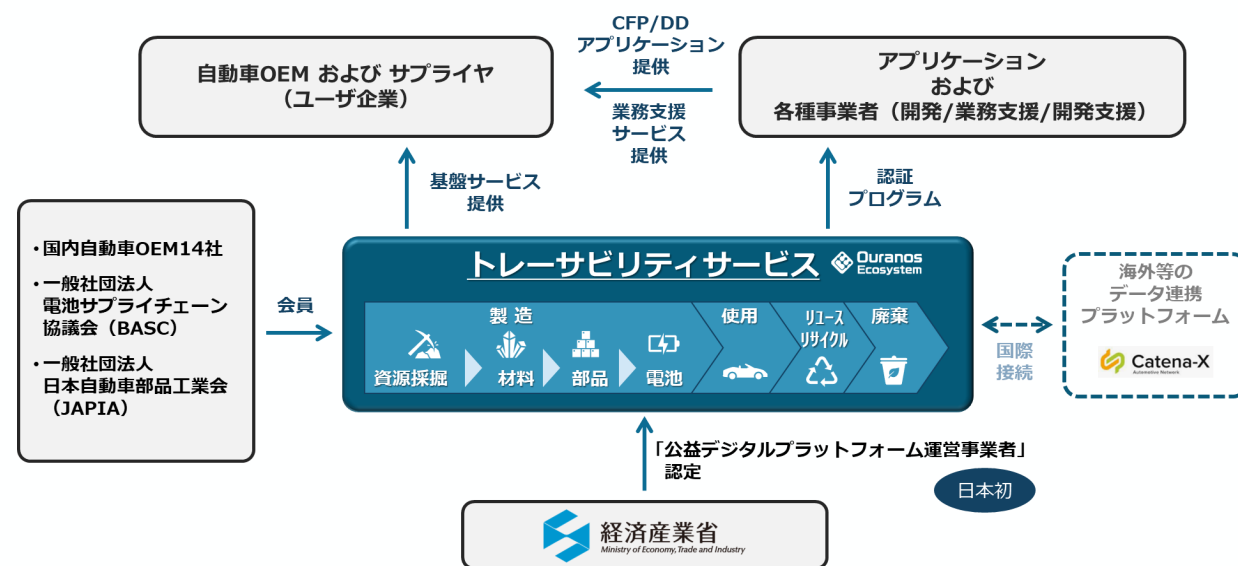 CFP/DD
アプリケーション
提供
自動車OEM および サプライヤ
（ユーザ企業）
アプリケーション
および
各種事業者（開発/業務支援/開発支援）
業務支援
サービス
提供
基盤サービス
提供
認証
プログラム
・国内自動車OEM14社
・一般社団法人
電池サプライチェーン
協議会（BASC）
・一般社団法人
日本自動車部品工業会
（JAPIA）
会員
トレーサビリティサービス
Ouranos
Ecosystem
製造
使用
リユース
リサイクル
廃棄
資源採掘
材料
部品
電池
国際
接続
海外等の
データ連携
プラットフォーム
Catena-X
Automotive Network
「公益デジタルプラットフォーム運営事業者」
認定
日本初
経済産業省
Ministry of Economy, Trade and Industry